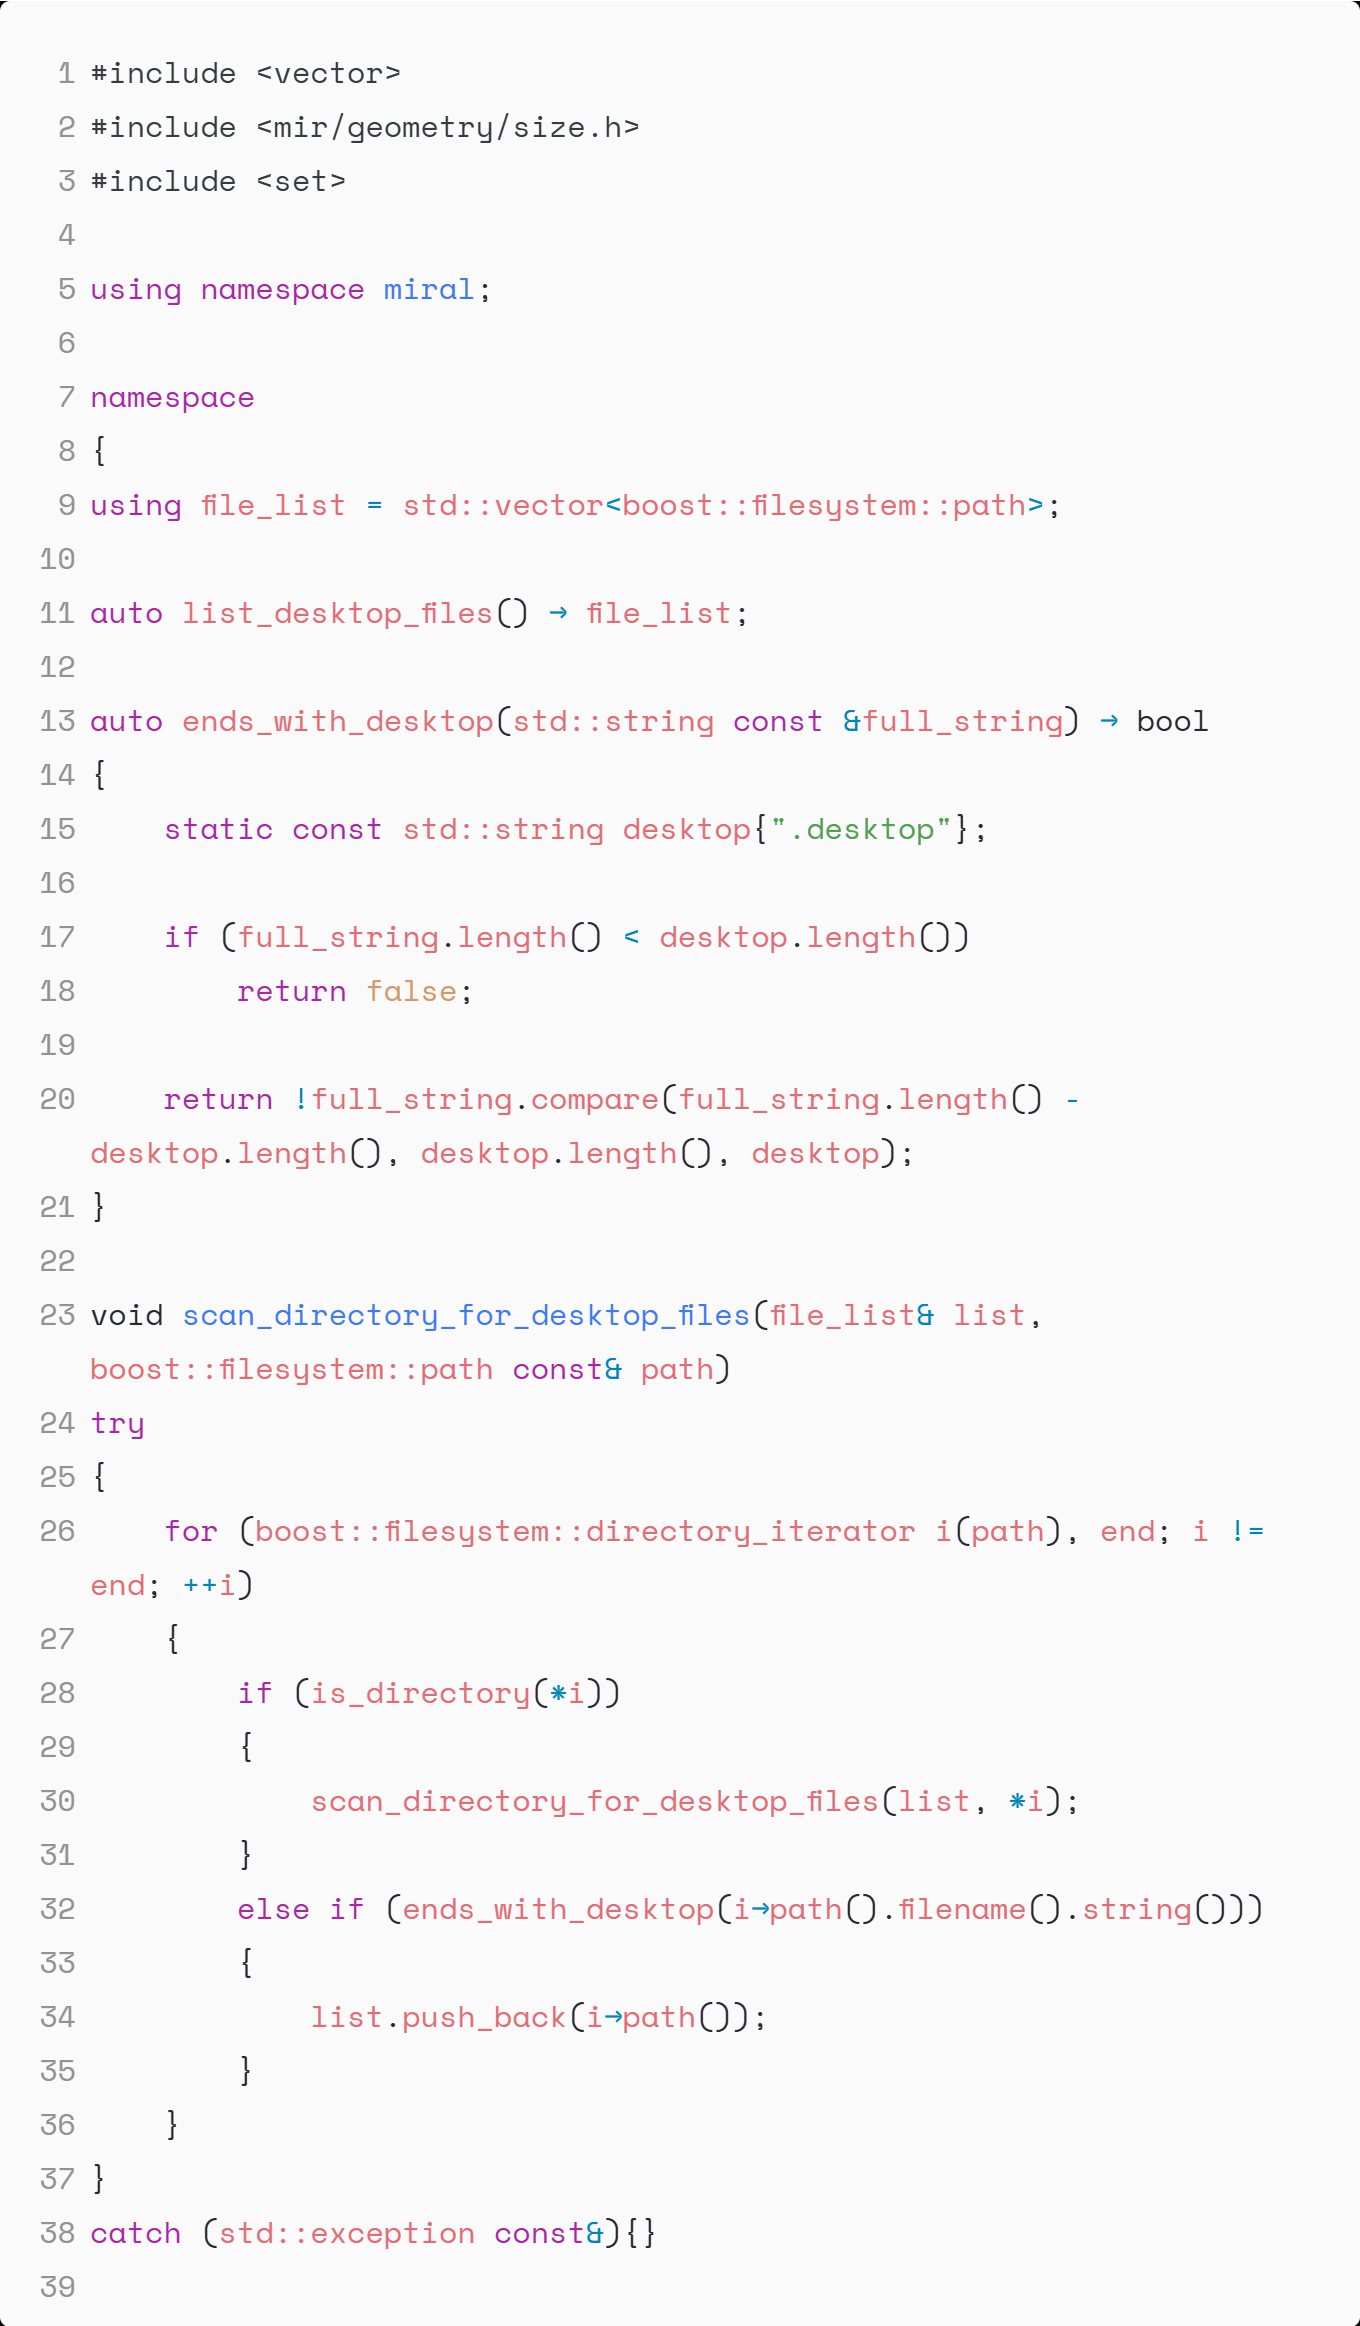 1 #include <vector>
2 #include <mir/geometry/size.h>
3 #include <set>
4
5 using namespace miral;
6
7 namespace
8 {
9 using file_list = std::vector<boost::filesystem::path>;
10
11 auto list_desktop_files() -> file_list;
12
13 auto ends_with_desktop(std::string const &full_string) -> bool
14 {
15     static const std::string desktop{".desktop"};
16
17     if (full_string.length() < desktop.length())
18         return false;
19
20     return !full_string.compare(full_string.length() -
desktop.length(), desktop.length(), desktop);
21 }
22
23 void scan_directory_for_desktop_files(file_list& list,
boost::filesystem::path const& path)
24 try
25 {
26     for (boost::filesystem::directory_iterator i(path), end; i !=
end; ++i)
27     {
28         if (is_directory(*i))
29         {
30             scan_directory_for_desktop_files(list, *i);
31         }
32         else if (ends_with_desktop(i->path().filename().string()))
33         {
34             list.push_back(i->path());
35         }
36     }
37 }
38 catch (std::exception const&){}
39